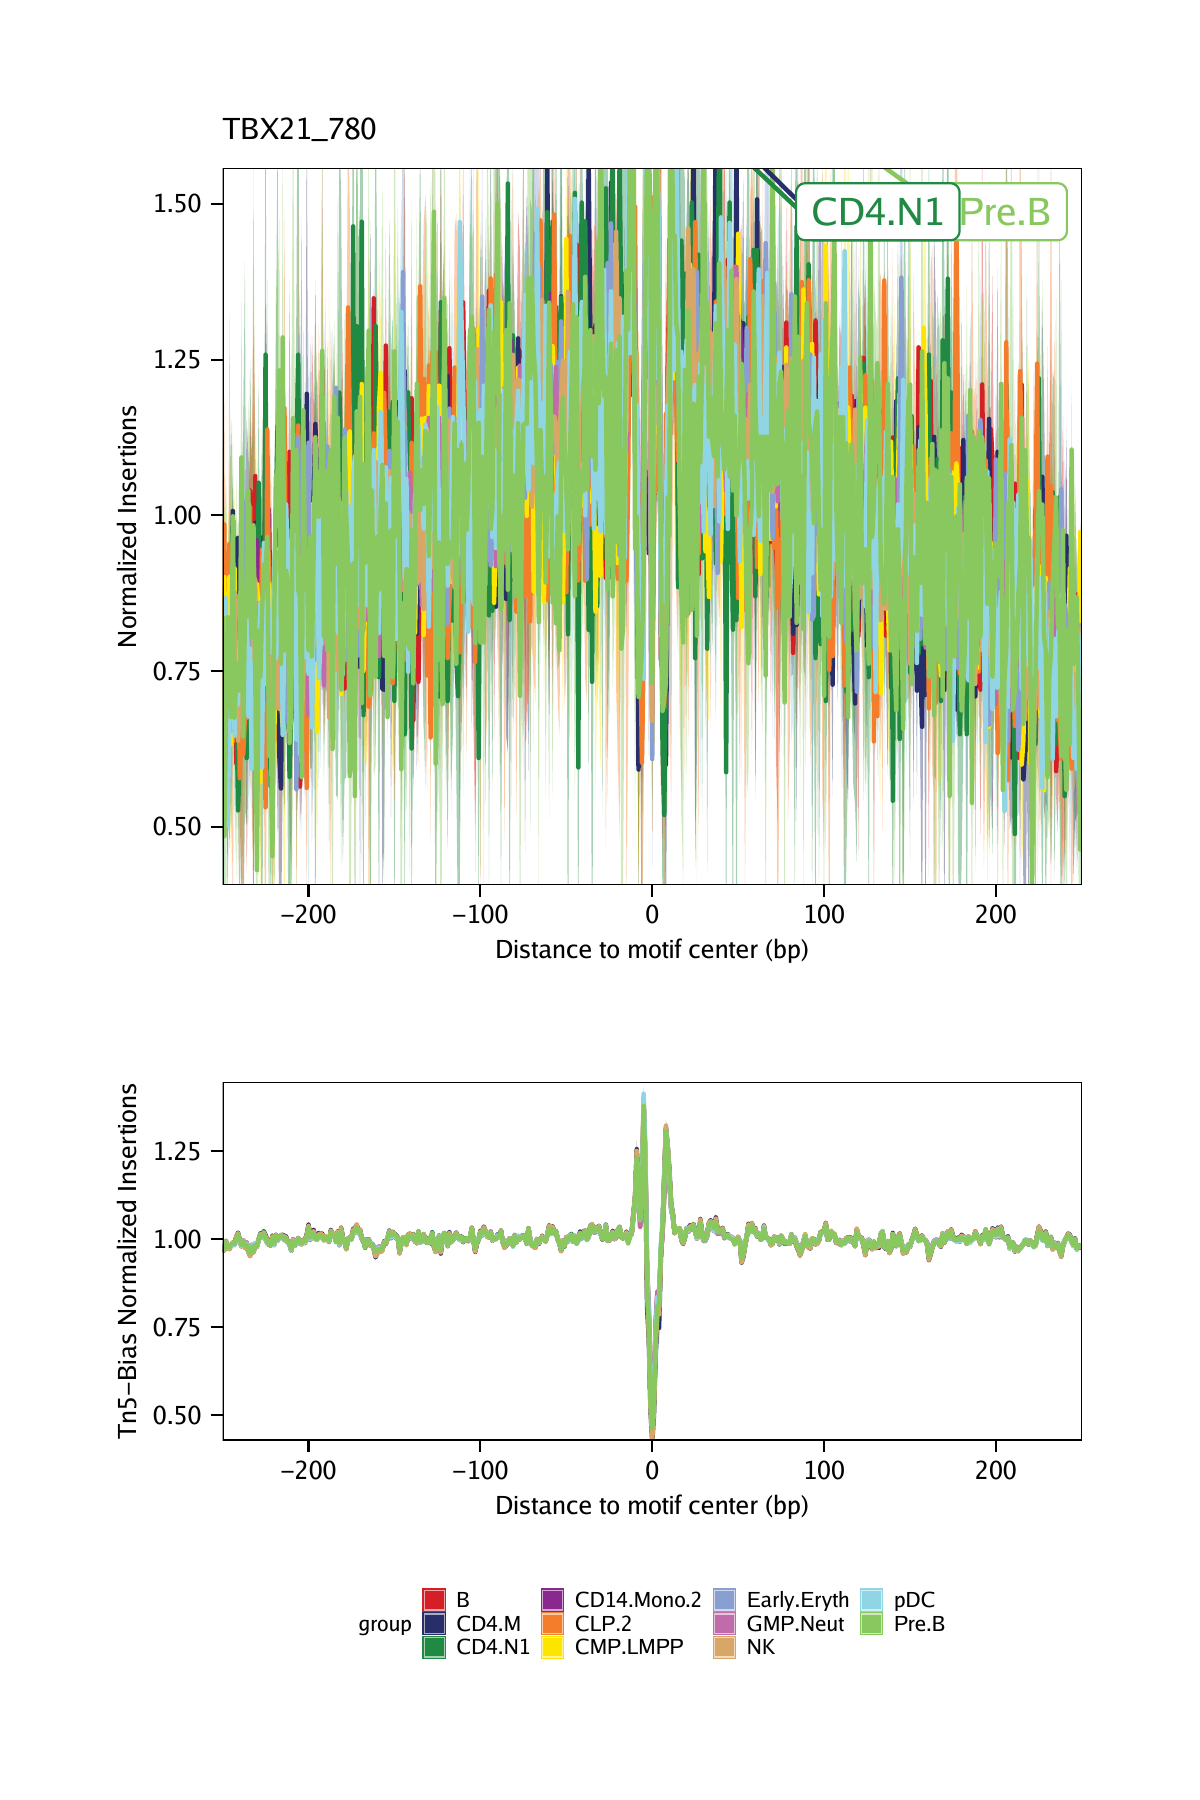 TBX21_780
Normalized Insertions
1.50
1.25
1.00
0.75
0.50
CD4.N1
Pre.B
−200 −100 0 100 200
Distance to motif center (bp)
Tn5−Bias Normalized Insertions
1.25
1.00
0.75
0.50
−200 −100 0 100 200
Distance to motif center (bp)
group
B CD14.Mono.2 Early.Eryth pDC
CD4.M CLP.2 GMP.Neut Pre.B
CD4.N1 CMP.LMPP NK